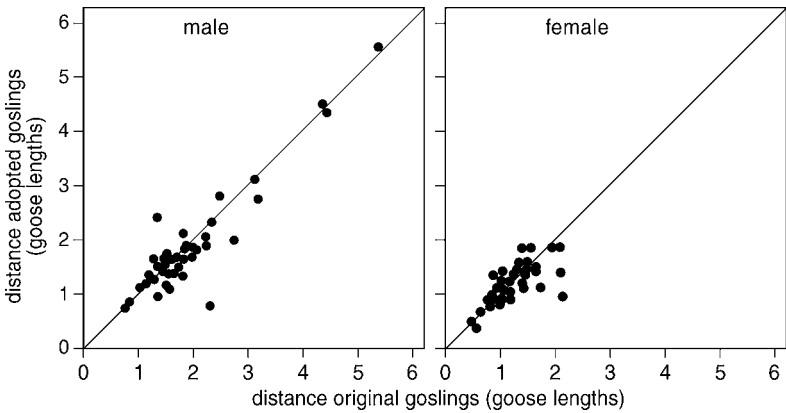 male
female
distance adopted goslings
(goose lengths)
6
5
4
3
2
1
0
0 1 2 3 4 5 6
0 1 2 3 4 5 6
distance original goslings (goose lengths)